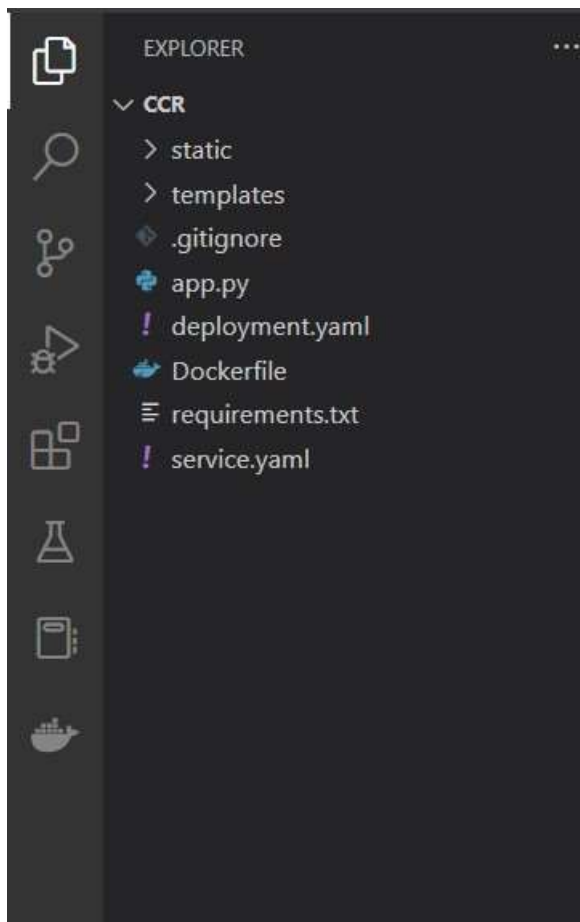 EXPLORER
CCR
static
templates
.gitignore
app.py
deployment.yaml
Dockerfile
requirements.txt
service.yaml